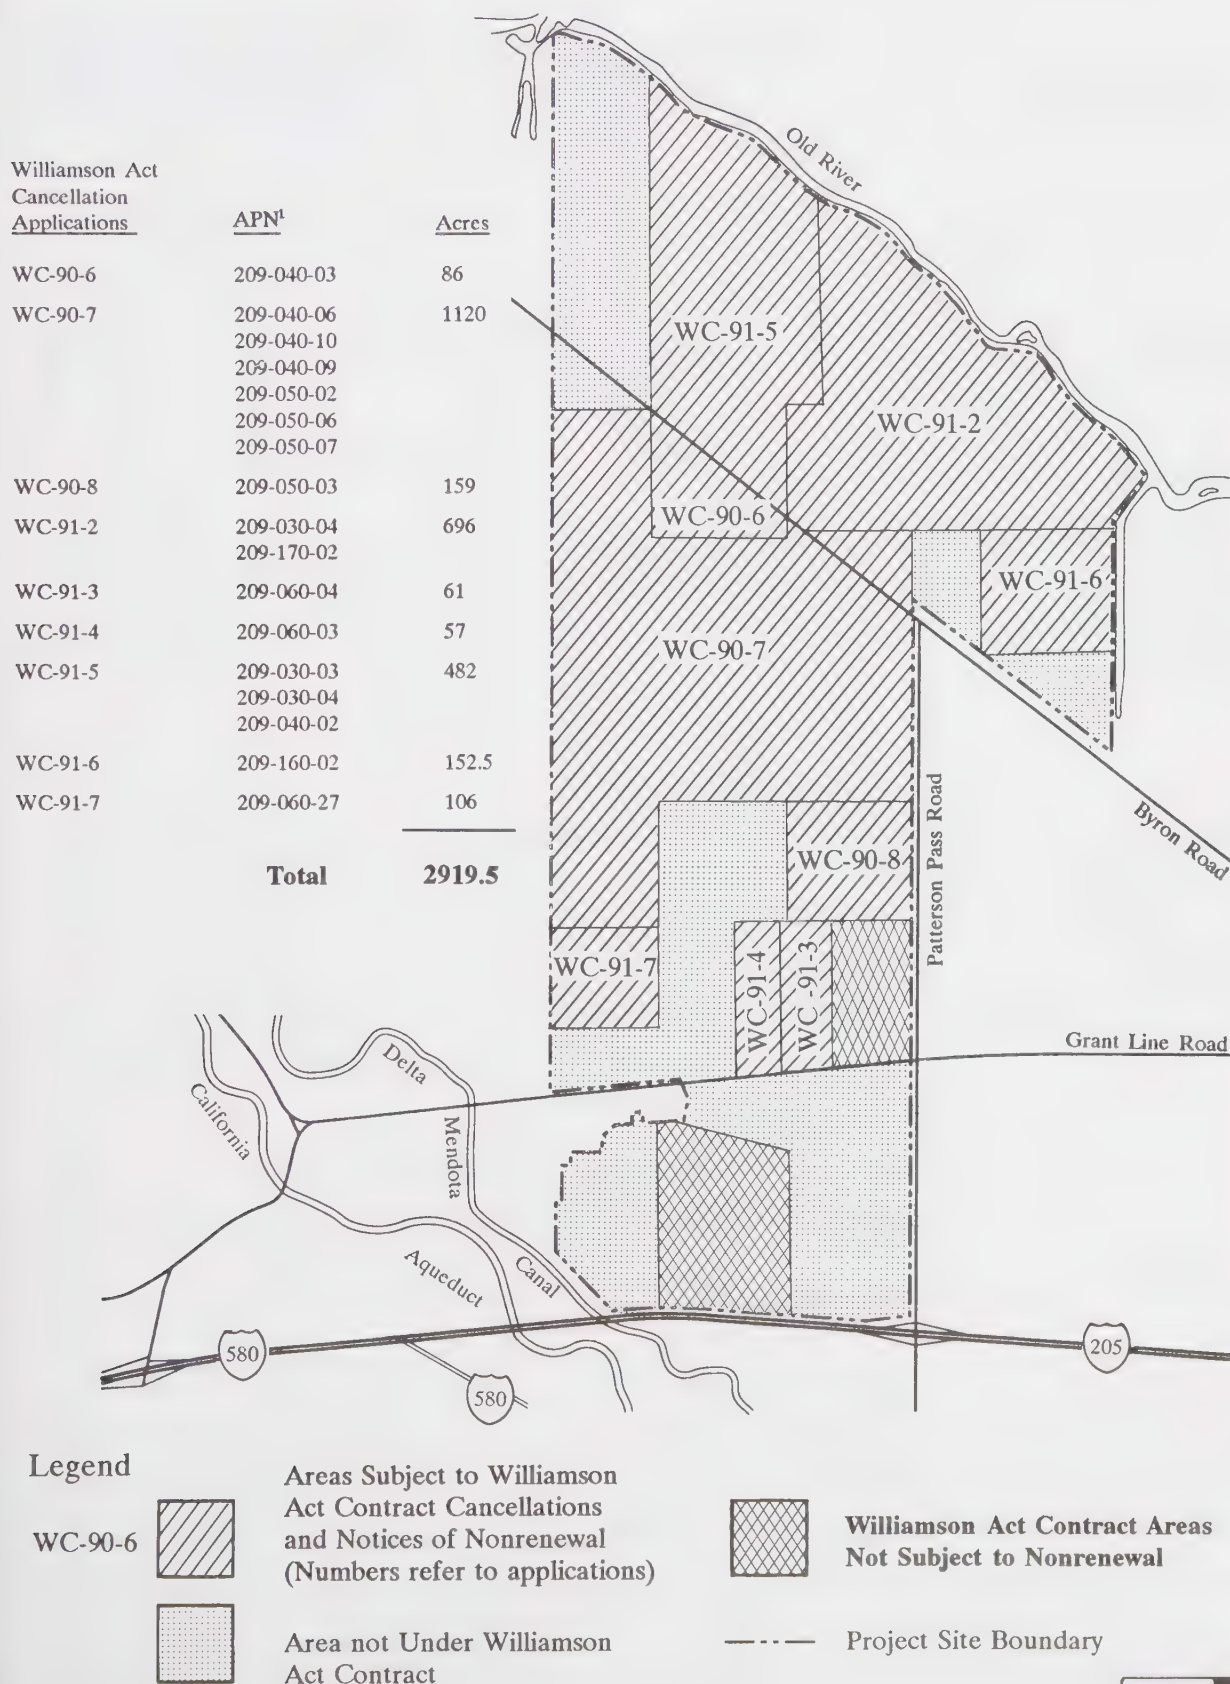 Williamson Act
Cancellation
Applications APN¹ Acres
WC-90-6 209-040-03 86
WC-90-7 209-040-06 1120
209-040-10
209-040-09
209-050-02
209-050-06
209-050-07
WC-90-8 209-050-03 159
WC-91-2 209-030-04 696
209-170-02
WC-91-3 209-060-04 61
WC-91-4 209-060-03 57
WC-91-5 209-030-03 482
209-030-04
209-040-02
WC-91-6 209-160-02 152.5
WC-91-7 209-060-27 106
Total 2919.5
Old River
WC-91-5
WC-91-2
WC-90-6
WC-91-6
WC-90-7
Byron Road
Patterson Pass Road
WC-90-8
WC-91-7
WC-91-4
WC -91-3
Grant Line Road
Delta
Mendota
Canal
California
Aqueduct
580
580
205
Legend
WC-90-6
Areas Subject to Williamson
Act Contract Cancellations
and Notices of Nonrenewal
(Numbers refer to applications)
Williamson Act Contract Areas
Not Subject to Nonrenewal
Area not Under Williamson
Act Contract
Project Site Boundary